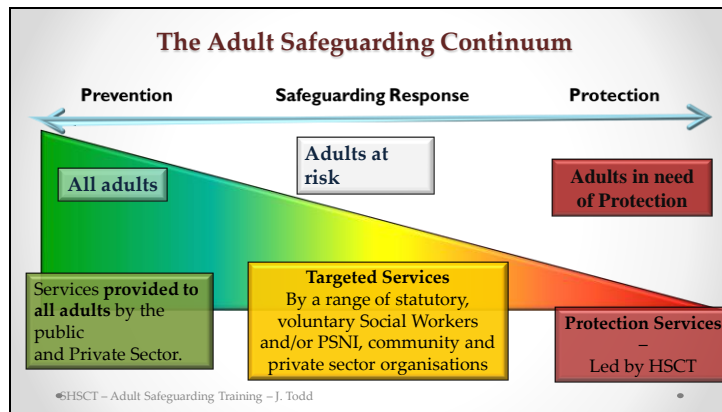 The Adult Safeguarding Continuum
Prevention
Safeguarding Response
Protection
All adults
Adults at
risk
Adults in need
of Protection
Services provided to
all adults by the
public
and Private Sector.
Targeted Services
By a range of statutory,
voluntary Social Workers
and/or PSNI, community and
private sector organisations
Protection Services
–
Led by HSCT
SHSCT – Adult Safeguarding Training – J. Todd